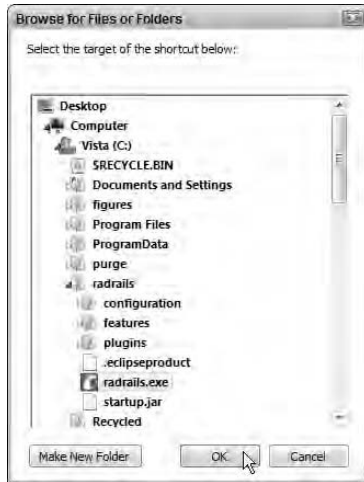 Browse for Files or Folders
Select the target of the shortcut below:
Desktop
Computer
Vista (C:)
$RECYCLE.BIN
Documents and Settings
figures
Program Files
ProgramData
purge
radrails
configuration
features
plugins
.eclipseproduct
radrails.exe
startup.jar
Recycled
Make New Folder
OK
Cancel